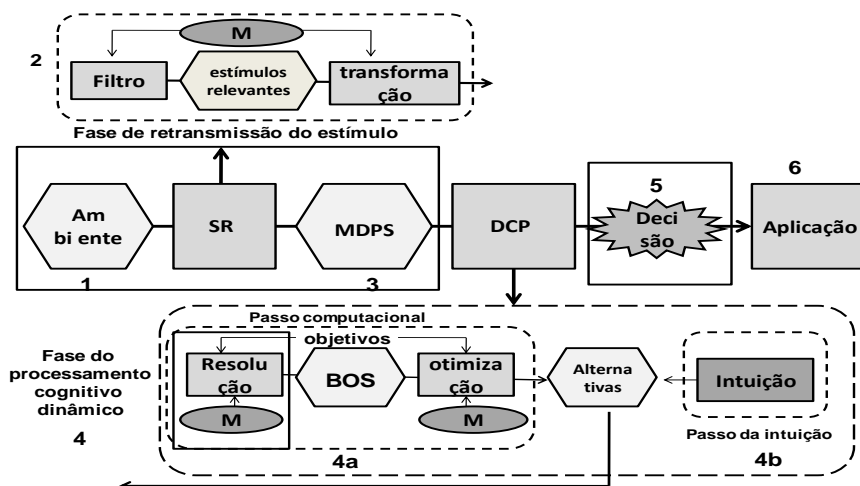 M
2
Filtro
estímulos
relevantes
transforma
ção
Fase de retransmissão do estímulo
Am
bi ente
1
SR
MDPS
3
DCP
5
Deci
são
6
Aplicação
Passo computacional
objetivos
Resolu
ção
BOS
otimiza
ção
M
M
4a
Alterna
tivas
Intuição
Passo da intuição
4b
Fase do
processamento
cognitivo
dinâmico
4